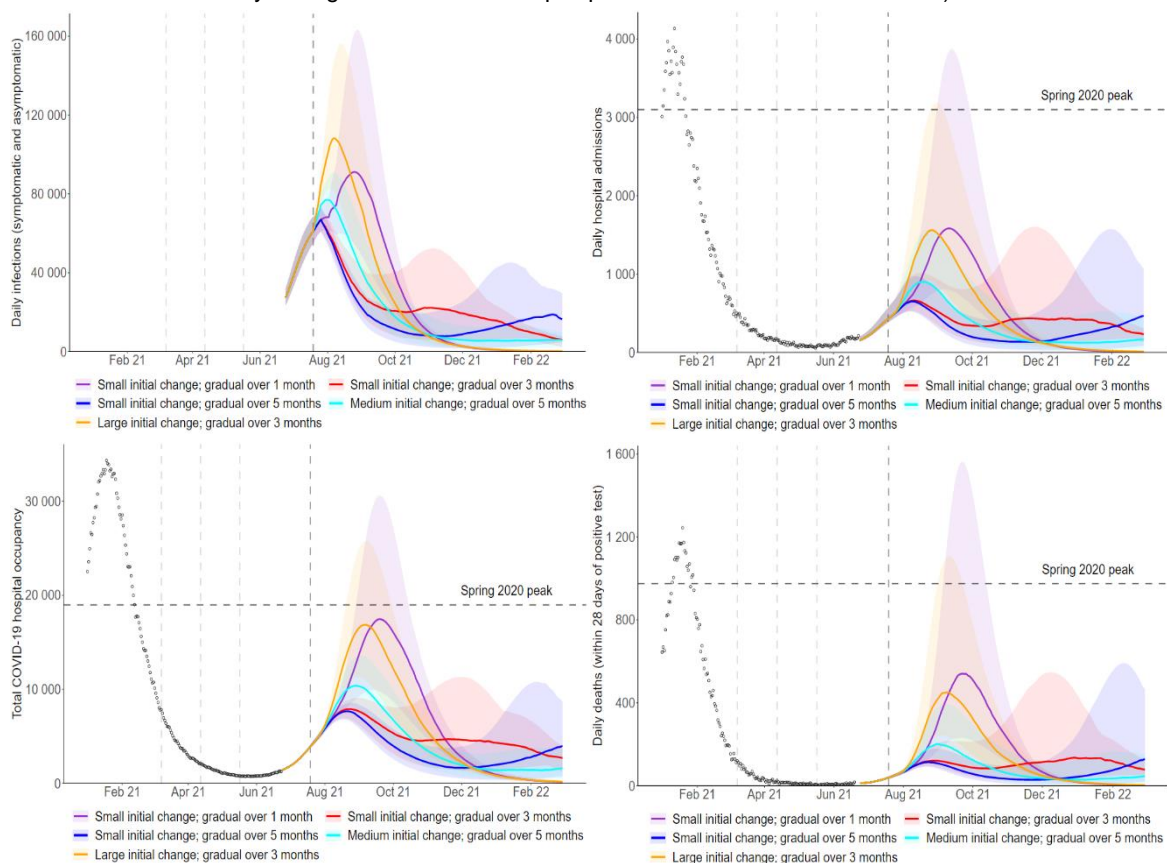 160 000
120 000
80 000
40 000
0
Daily infections (symptomatic and asymptomatic)
Feb 21 Apr 21 Jun 21 Aug 21 Oct 21 Dec 21 Feb 22
Small initial change; gradual over 1 month Small initial change; gradual over 3 months
Small initial change; gradual over 5 months Medium initial change; gradual over 5 months
Large initial change; gradual over 3 months
4 000
3 000
2 000
1 000
0
Daily hospital admissions
Spring 2020 peak
Feb 21 Apr 21 Jun 21 Aug 21 Oct 21 Dec 21 Feb 22
Small initial change; gradual over 1 month Small initial change; gradual over 3 months
Small initial change; gradual over 5 months Medium initial change; gradual over 5 months
Large initial change; gradual over 3 months
30 000
20 000
10 000
0
Total COVID-19 hospital occupancy
Spring 2020 peak
Feb 21 Apr 21 Jun 21 Aug 21 Oct 21 Dec 21 Feb 22
Small initial change; gradual over 1 month Small initial change; gradual over 3 months
Small initial change; gradual over 5 months Medium initial change; gradual over 5 months
Large initial change; gradual over 3 months
1 600
1 200
800
400
0
Daily deaths (within 28 days of positive test)
Spring 2020 peak
Feb 21 Apr 21 Jun 21 Aug 21 Oct 21 Dec 21 Feb 22
Small initial change; gradual over 1 month Small initial change; gradual over 3 months
Small initial change; gradual over 5 months Medium initial change; gradual over 5 months
Large initial change; gradual over 3 months